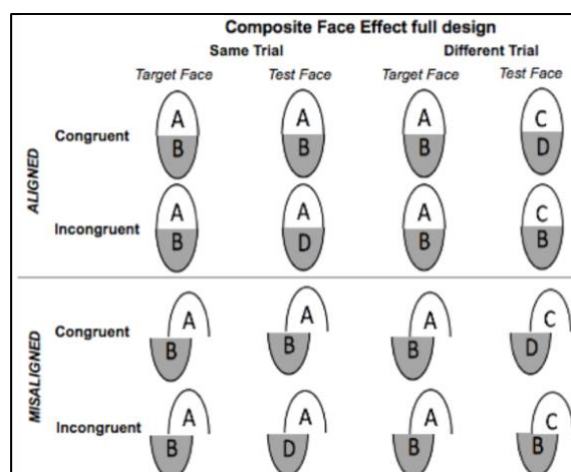 Composite Face Effect full design
Same Trial Different Trial
Target Face Test Face Target Face Test Face
ALIGNED
Congruent
A A A C
B B B D
Incongruent
A A A C
B D B B
MISALIGNED
Congruent
A A A C
B B B D
Incongruent
A A A C
B D B B